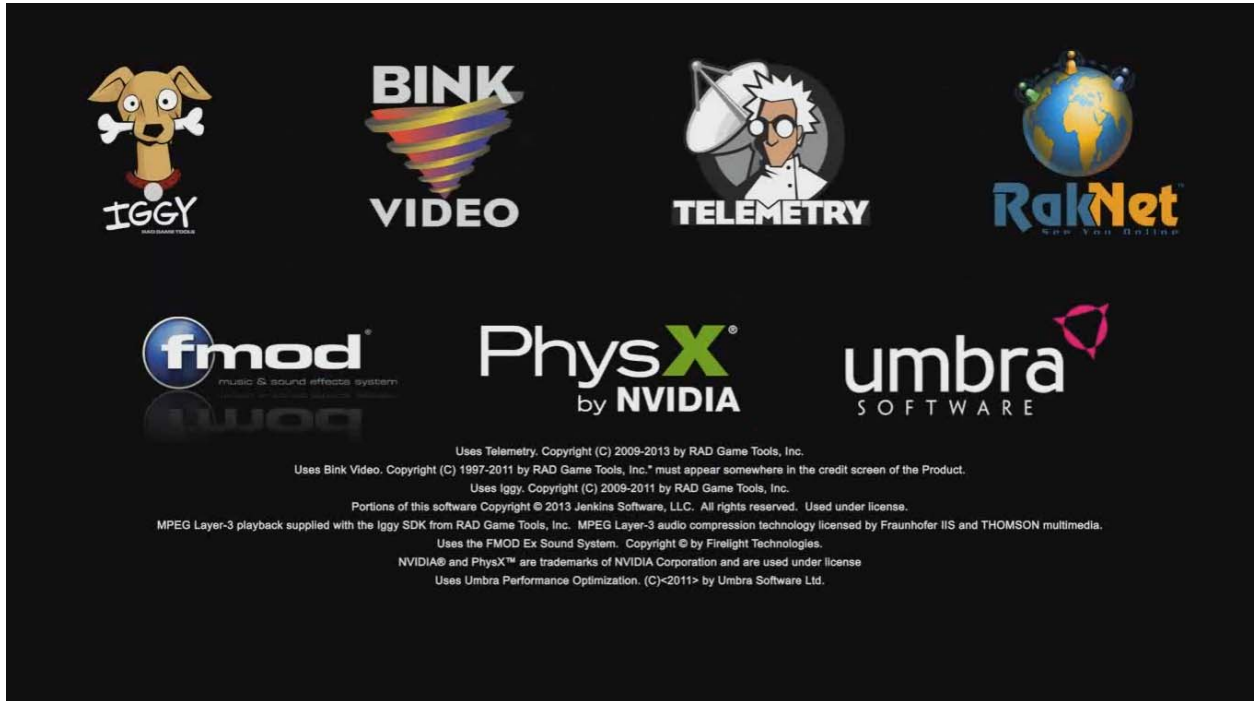 IGGY
RAD GAME TOOLS
BINK
VIDEO
TELEMETRY
RakNet™
See You Online
fmod®
music & sound effects system
PhysX®
by NVIDIA
umbra
SOFTWARE
Uses Telemetry. Copyright (C) 2009-2013 by RAD Game Tools, Inc.
Uses Bink Video. Copyright (C) 1997-2011 by RAD Game Tools, Inc." must appear somewhere in the credit screen of the Product.
Uses Iggy. Copyright (C) 2009-2011 by RAD Game Tools, Inc.
Portions of this software Copyright © 2013 Jenkins Software, LLC. All rights reserved. Used under license.
MPEG Layer-3 playback supplied with the Iggy SDK from RAD Game Tools, Inc. MPEG Layer-3 audio compression technology licensed by Fraunhofer IIS and THOMSON multimedia.
Uses the FMOD Ex Sound System. Copyright © by Firelight Technologies.
NVIDIA® and PhysX™ are trademarks of NVIDIA Corporation and are used under license
Uses Umbra Performance Optimization. (C)<2011> by Umbra Software Ltd.